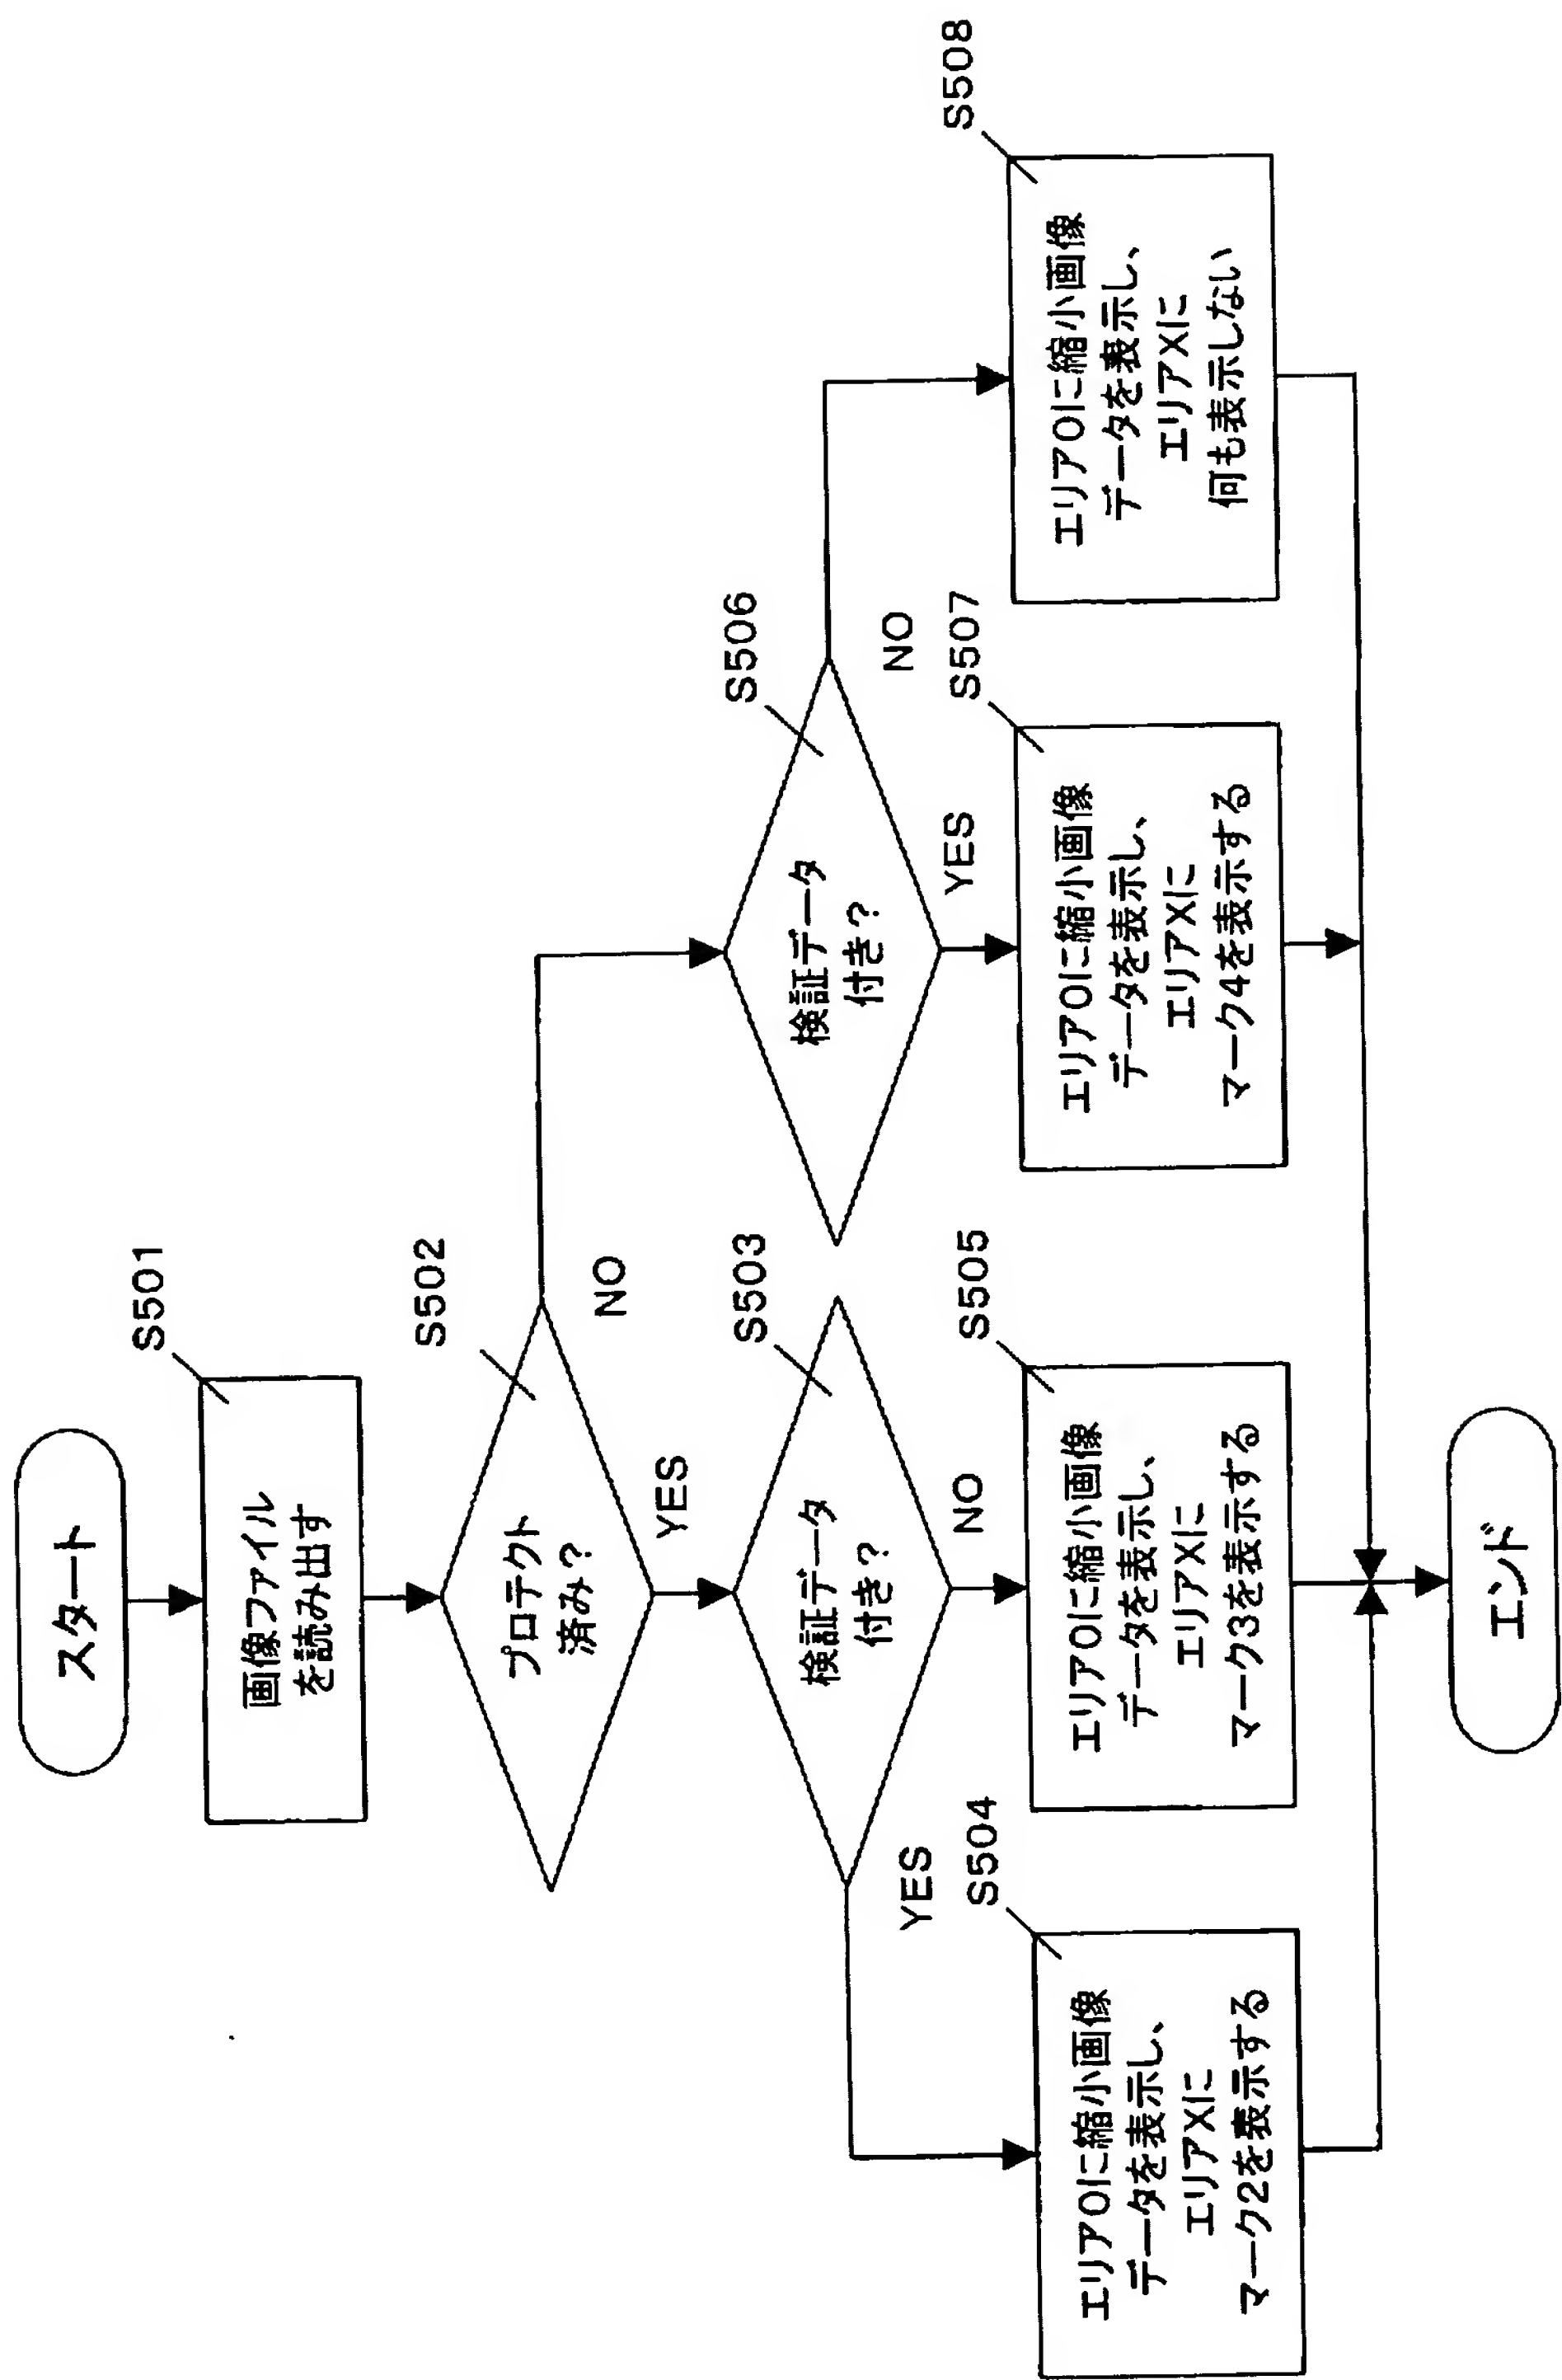 スタート
S501
画像ファイル
を読み出す
S502
プロテクト
済み？
NO
YES
S503
検証データ
付き？
YES
NO
S506
検証データ
付き？
NO
YES
S504
エリア0に縮小画像
データを表示し、
エリアXに
マーク2を表示する
S505
エリア0に縮小画像
データを表示し、
エリアXに
マーク3を表示する
S507
エリア0に縮小画像
データを表示し、
エリアXに
マーク4を表示する
S508
エリア0に縮小画像
データを表示し、
エリアXに
何も表示しない
エンド